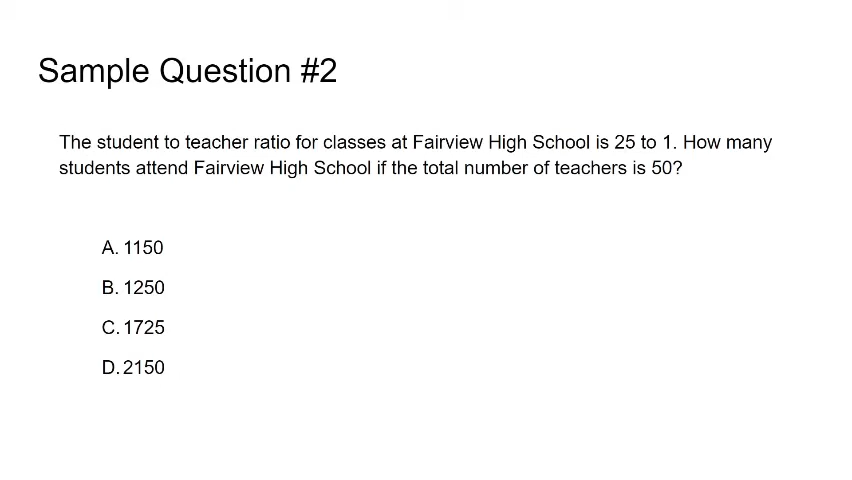 Sample Question #2
The student to teacher ratio for classes at Fairview High School is 25 to 1. How many
students attend Fairview High School if the total number of teachers is 50?
A. 1150
B. 1250
C. 1725
D. 2150